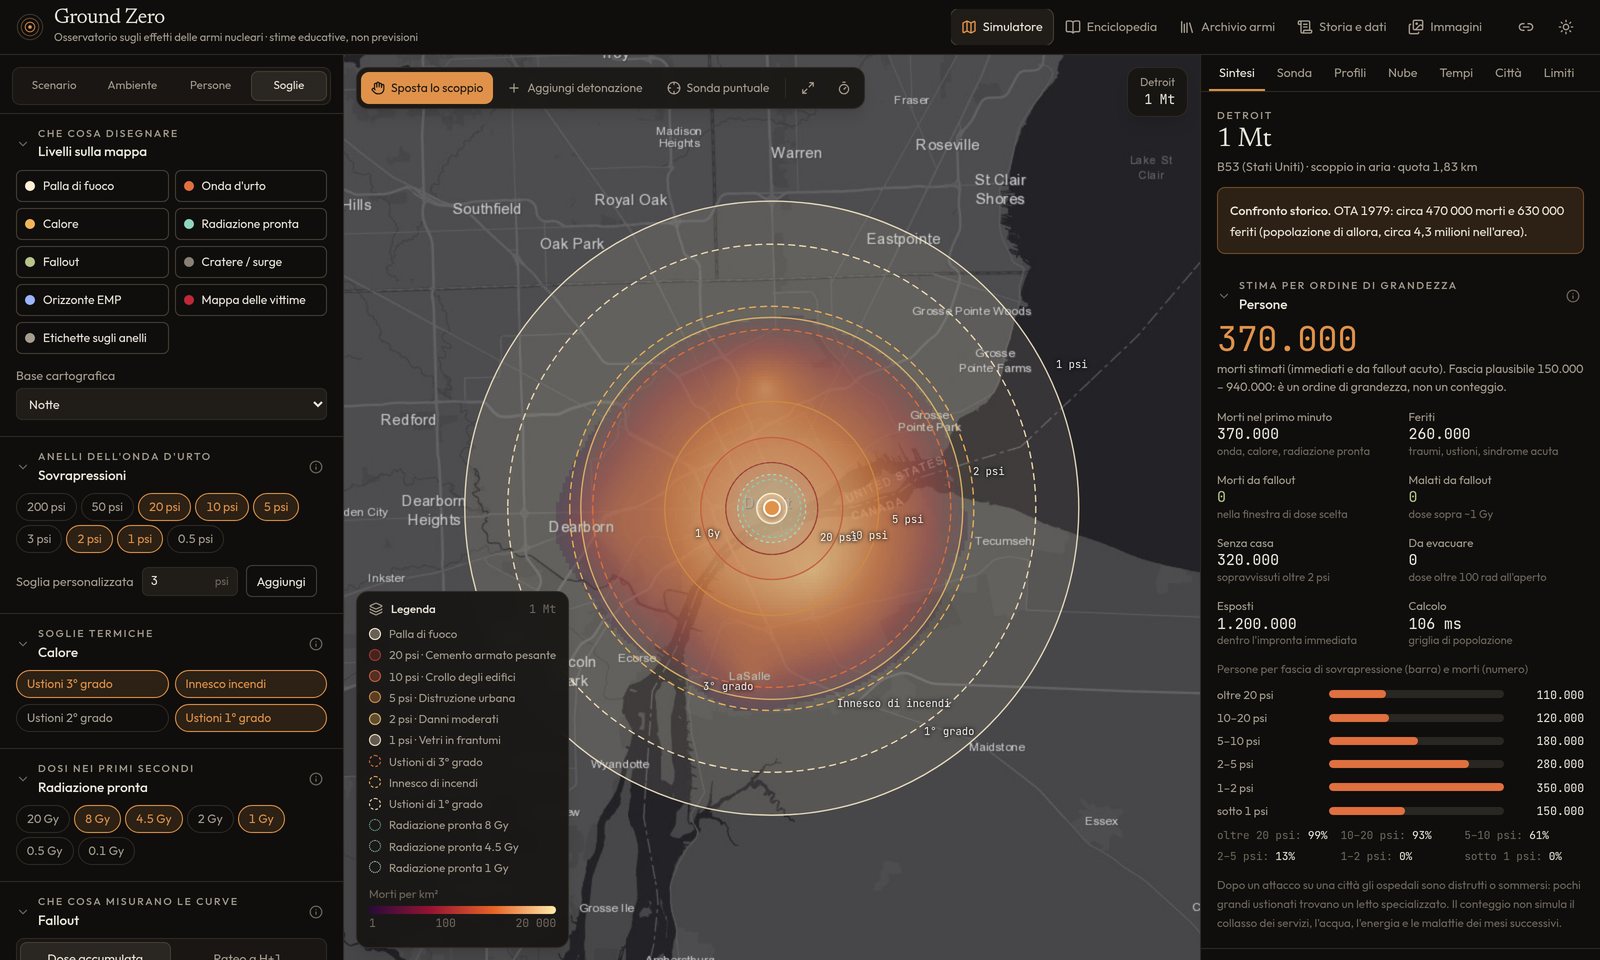 Ground Zero
Osservatorio sugli effetti delle armi nucleari · stime educative, non previsioni
Simulatore
Enciclopedia
Archivio armi
Storia e dati
Immagini
Scenario
Ambiente
Persone
Soglie
CHE COSA DISEGNARE
Livelli sulla mappa
Palla di fuoco
Onda d'urto
Calore
Radiazione pronta
Fallout
Cratere / surge
Orizzonte EMP
Mappa delle vittime
Etichette sugli anelli
Base cartografica
Notte
ANELLI DELL'ONDA D'URTO
Sovrapressioni
200 psi
50 psi
20 psi
10 psi
5 psi
3 psi
2 psi
1 psi
0.5 psi
Soglia personalizzata
3
psi
Aggiungi
SOGLIE TERMICHE
Calore
Ustioni 3° grado
Innesco incendi
Ustioni 2° grado
Ustioni 1° grado
DOSI NEI PRIMI SECONDI
Radiazione pronta
20 Gy
8 Gy
4.5 Gy
2 Gy
1 Gy
0.5 Gy
0.1 Gy
CHE COSA MISURANO LE CURVE
Fallout
Dose accumulata
Rateo a H+1
Sposta lo scoppio
Aggiungi detonazione
Sonda puntuale
Detroit
1 Mt
Troy
Fraser
Madison
Heights
Warren
Roseville
Lake St
Clair
St Clair
Shores
Hills
Southfield
Royal Oak
Oak Park
Eastpointe
Grosse Pointe Woods
Grosse
Pointe Farms
1 psi
Redford
Grosse
Pointe Park
2 psi
UNITED STATES
CANADA
Dearborn
Heights
den City
Dearborn
5 psi
1 Gy
20 psi
10 psi
Tecumseh
Inkster
coln
ark
Ecorse
LaSalle
3° grado
Innesco di incendi
1° grado
Maidstone
Wyandotte
Essex
Grosse Ile
Amherstburg
Legenda
1 Mt
Palla di fuoco
20 psi · Cemento armato pesante
10 psi · Crollo degli edifici
5 psi · Distruzione urbana
2 psi · Danni moderati
1 psi · Vetri in frantumi
Ustioni di 3° grado
Innesco di incendi
Ustioni di 1° grado
Radiazione pronta 8 Gy
Radiazione pronta 4.5 Gy
Radiazione pronta 1 Gy
Morti per km²
1
100
20 000
Sintesi
Sonda
Profili
Nube
Tempi
Città
Limiti
DETROIT
1 Mt
B53 (Stati Uniti) · scoppio in aria · quota 1,83 km
Confronto storico. OTA 1979: circa 470 000 morti e 630 000
feriti (popolazione di allora, circa 4,3 milioni nell'area).
STIMA PER ORDINE DI GRANDEZZA
Persone
370.000
morti stimati (immediati e da fallout acuto). Fascia plausibile 150.000
– 940.000: è un ordine di grandezza, non un conteggio.
Morti nel primo minuto
370.000
onda, calore, radiazione pronta
Feriti
260.000
traumi, ustioni, sindrome acuta
Morti da fallout
0
nella finestra di dose scelta
Malati da fallout
0
dose sopra ~1 Gy
Senza casa
320.000
sopravvissuti oltre 2 psi
Da evacuare
0
dose oltre 100 rad all'aperto
Esposti
1.200.000
dentro l'impronta immediata
Calcolo
106 ms
griglia di popolazione
Persone per fascia di sovrapressione (barra) e morti (numero)
oltre 20 psi 110.000
10–20 psi 120.000
5–10 psi 180.000
2–5 psi 280.000
1–2 psi 350.000
sotto 1 psi 150.000
oltre 20 psi: 99% 10–20 psi: 93% 5–10 psi: 61%
2–5 psi: 13% 1–2 psi: 0% sotto 1 psi: 0%
Dopo un attacco su una città gli ospedali sono distrutti o sommersi: pochi
grandi ustionati trovano un letto specializzato. Il conteggio non simula il
collasso dei servizi, l'acqua, l'energia e le malattie dei mesi successivi.